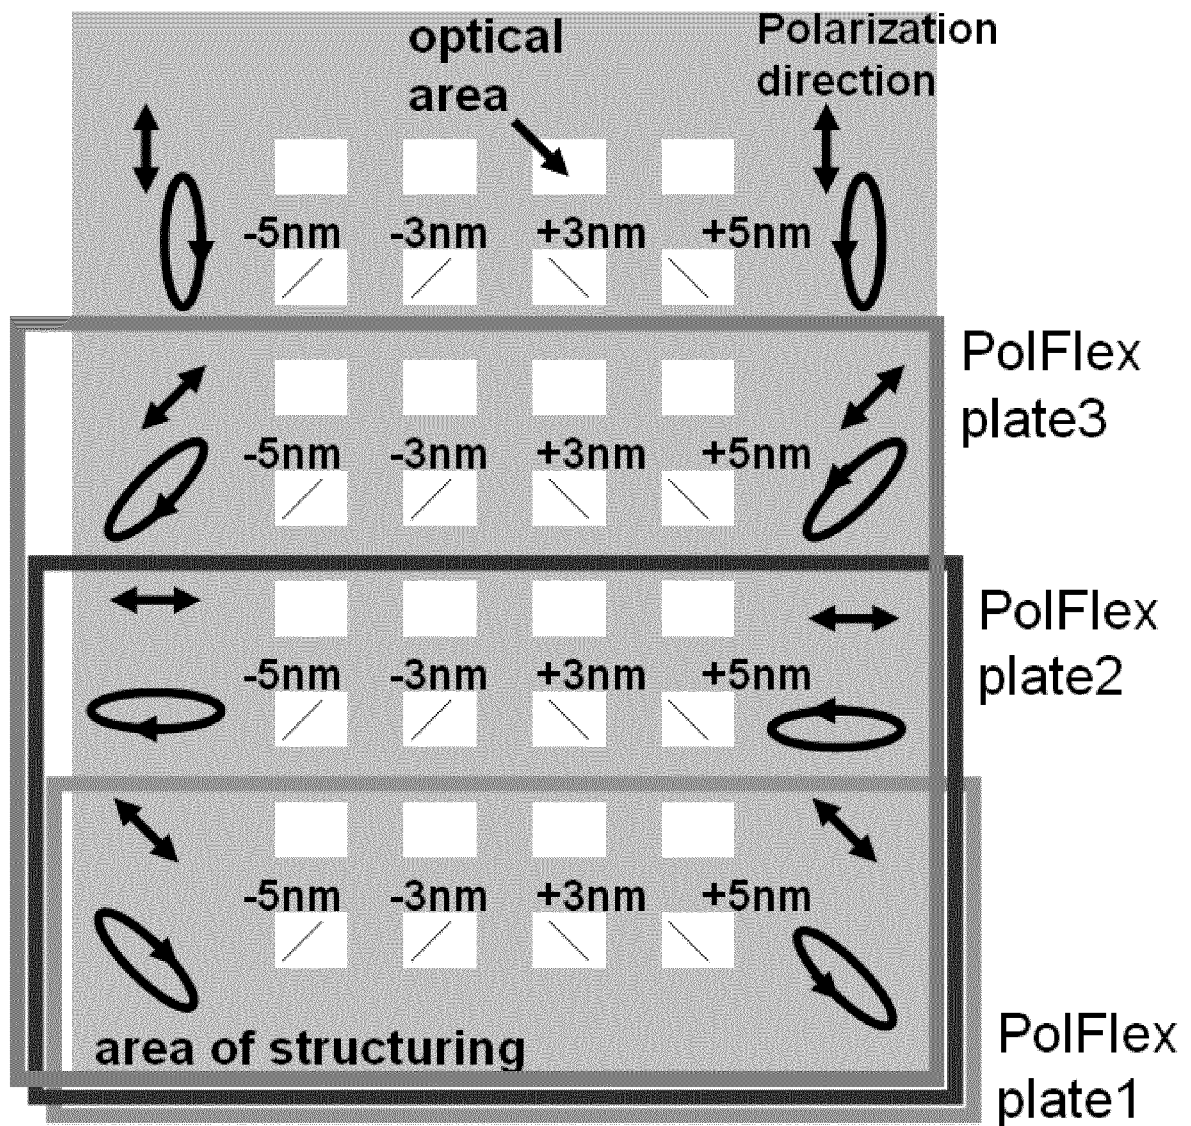 optical
area
Polarization
direction
-5nm -3nm +3nm +5nm
PolFlex
plate3
-5nm -3nm +3nm +5nm
PolFlex
plate2
-5nm -3nm +3nm +5nm
-5nm -3nm +3nm +5nm
area of structuring
PolFlex
plate1